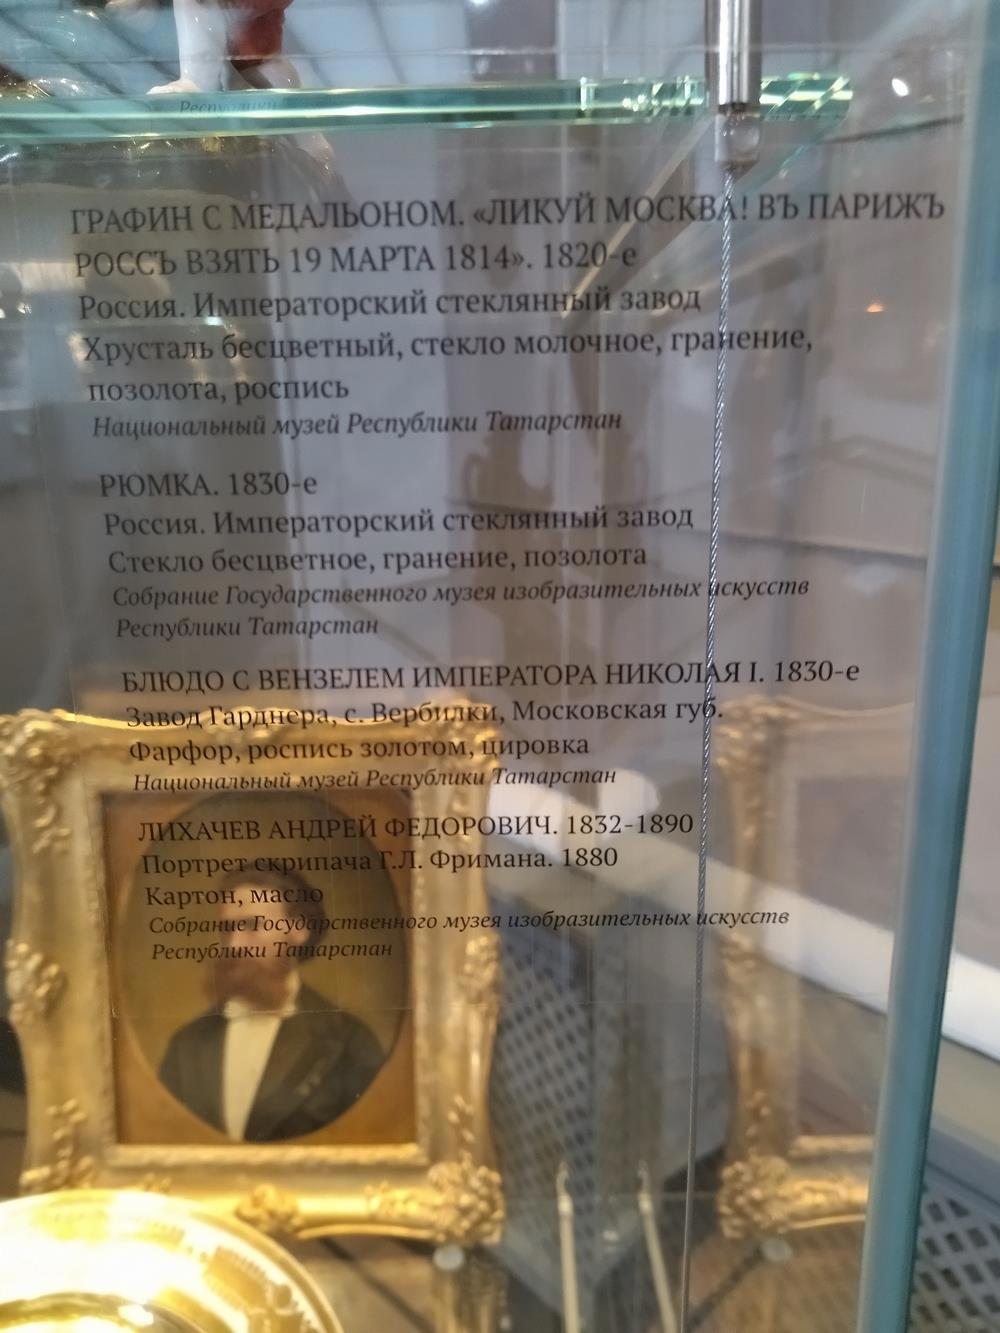 Республики
ГРАФИН С МЕДАЛЬОНОМ. «ЛИКУЙ МОСКВА! ВЪ ПАРИЖЪ
РОССЪ ВЗЯТЬ 19 МАРТА 1814». 1820-е
Россия. Императорский стеклянный завод
Хрусталь бесцветный, стекло молочное, гранение,
позолота, роспись
Национальный музей Республики Татарстан
РЮМКА. 1830-е
Россия. Императорский стеклянный завод
Стекло бесцветное, гранение, позолота
Собрание Государственного музея изобразительных искусств
Республики Татарстан
БЛЮДО С ВЕНЗЕЛЕМ ИМПЕРАТОРА НИКОЛАЯ I. 1830-е
Завод Гарднера, с. Вербилки, Московская губ.
Фарфор, роспись золотом, цировка
Национальный музей Республики Татарстан
ЛИХАЧЕВ АНДРЕЙ ФЕДОРОВИЧ. 1832-1890
Портрет скрипача Г.Л. Фримана. 1880
Картон, масло
Собрание Государственного музея изобразительных искусств
Республики Татарстан